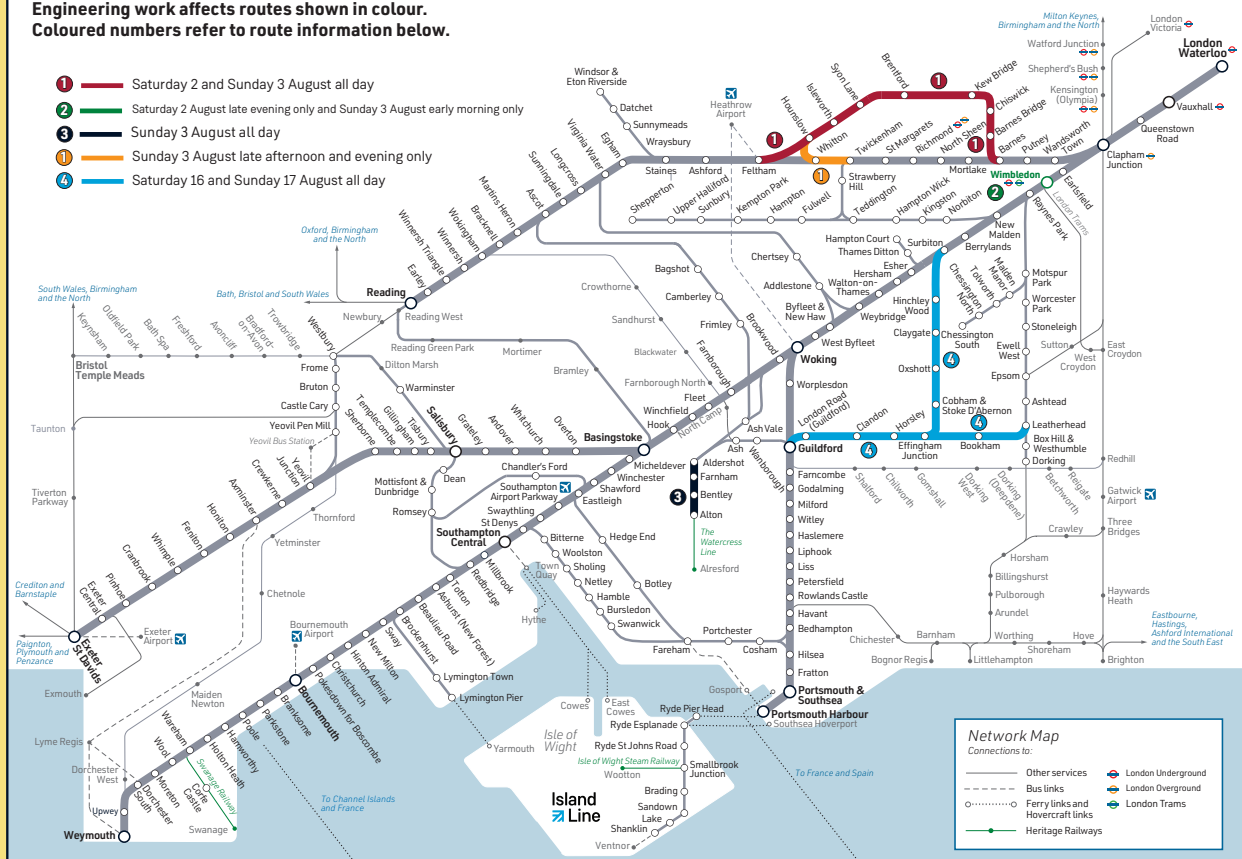 Engineering work affects routes shown in colour.
Coloured numbers refer to route information below.
1 Saturday 2 and Sunday 3 August all day
2 Saturday 2 August late evening only and Sunday 3 August early morning only
3 Sunday 3 August all day
1 Sunday 3 August late afternoon and evening only
4 Saturday 16 and Sunday 17 August all day
Milton Keynes,
Birmingham and the North
London
Victoria
Watford Junction
London
Waterloo
Shepherd's Bush
Kensington
(Olympia)
Vauxhall
Queenstown
Road
Clapham
Junction
Windsor &
Eton Riverside
Datchet
Sunnymeads
Wraysbury
Heathrow
Airport
Hounslow
Isleworth
Syon Lane
Brentford
1
Kew Bridge
Chiswick
Barnes Bridge
1
Feltham
Whitton
1
Twickenham
St Margarets
Richmond
North Sheen
1
Mortlake
Barnes
Putney
Wandsworth
Town
Virginia Water
Egham
Staines
Ashford
Shepperton
Upper Halliford
Sunbury
Kempton Park
Hampton
Fulwell
Strawberry
Hill
Teddington
Hampton Wick
Kingston
Norbiton
Wimbledon
2
Earlsfield
London Trams
Raynes Park
New
Malden
Berrylands
Surbiton
Hampton Court
Thames Ditton
Esher
Hersham
Walton-on-
Thames
Weybridge
Byfleet &
New Haw
West Byfleet
Woking
Sunningdale
Longcross
Ascot
Martins Heron
Bracknell
Wokingham
Winnersh
Winnersh Triangle
Earley
Oxford, Birmingham
and the North
Reading
Bath, Bristol and South Wales
Reading West
Newbury
Reading Green Park
Mortimer
Bramley
Crowthorne
Sandhurst
Blackwater
Farnborough North
North Camp
Bagshot
Camberley
Frimley
Chertsey
Addlestone
Brookwood
Farnborough
Fleet
Winchfield
Hook
Ash Vale
Ash
Wanborough
Hinchley
Wood
Claygate
4
Oxshott
Cobham &
Stoke D'Abernon
4
Chessington
North
Tolworth
Malden
Manor
Chessington
South
Motspur
Park
Worcester
Park
Stoneleigh
Ewell
West
Epsom
Ashtead
Leatherhead
Box Hill &
Westhumble
Dorking
Sutton
West
Croydon
East
Croydon
South Wales, Birmingham
and the North
Keynsham
Oldfield Park
Bath Spa
Freshford
Avoncliff
Bradford-
on-Avon
Trowbridge
Westbury
Bristol
Temple Meads
Dilton Marsh
Warminster
Frome
Bruton
Castle Cary
Yeovil Pen Mill
Yeovil Bus Station
Taunton
Tiverton
Parkway
Sherborne
Templecombe
Gillingham
Tisbury
Salisbury
Grateley
Andover
Whitchurch
Overton
Basingstoke
Worplesdon
London Road
(Guildford)
Clandon
4
Horsley
Effingham
Junction
Bookham
Guildford
Shalford
Chilworth
Gomshall
Dorking
West
Dorking
(Deepdene)
Betchworth
Reigate
Redhill
Gatwick
Airport
Three
Bridges
Crawley
Horsham
Billingshurst
Pulborough
Arundel
Haywards
Heath
Eastbourne,
Hastings,
Ashford International
and the South East
Hove
Brighton
Worthing
Shoreham
Littlehampton
Barnham
Bognor Regis
Chichester
Farncombe
Godalming
Milford
Witley
Haslemere
Liphook
Liss
Petersfield
Rowlands Castle
Havant
Bedhampton
Hilsea
Fratton
Portsmouth &
Southsea
Portsmouth Harbour
Southsea Hoverport
Aldershot
Farnham
Bentley
3
Alton
The
Watercress
Line
Alresford
Micheldever
Winchester
Shawford
Eastleigh
Chandler's Ford
Southampton
Airport Parkway
Swaythling
St Denys
Southampton
Central
Dean
Mottisfont &
Dunbridge
Romsey
Hedge End
Botley
Bitterne
Woolston
Sholing
Netley
Hamble
Bursledon
Swanwick
Fareham
Portchester
Cosham
Town
Quay
Hythe
Millbrook
Redbridge
Totton
Ashurst (New Forest)
Beaulieu Road
Brockenhurst
Sway
New Milton
Hinton Admiral
Christchurch
Pokesdown for Boscombe
Bournemouth
Bournemouth
Airport
Branksome
Parkstone
Poole
Hamworthy
Holton Heath
Wareham
Wool
Moreton
Dorchester
South
Dorchester
West
Upwey
Weymouth
Lymington Town
Lymington Pier
Yarmouth
Corfe
Castle
Swanage Railway
Swanage
Yeovil
Junction
Crewkerne
Axminster
Honiton
Feniton
Whimple
Cranbrook
Pinhoe
Exeter
Central
Exeter
St Davids
Crediton and
Barnstaple
Paignton,
Plymouth and
Penzance
Exeter
Airport
Exmouth
Lyme Regis
Thornford
Yetminster
Chetnole
Maiden
Newton
To Channel Islands
and France
To France and Spain
Gosport
Cowes
East
Cowes
Isle of
Wight
Ryde Pier Head
Ryde Esplanade
Ryde St Johns Road
Isle of Wight Steam Railway
Wootton
Smallbrook
Junction
Brading
Sandown
Lake
Shanklin
Ventnor
Island
Line
Network Map
Connections to:
Other services
Bus links
Ferry links and
Hovercraft links
Heritage Railways
London Underground
London Overground
London Trams